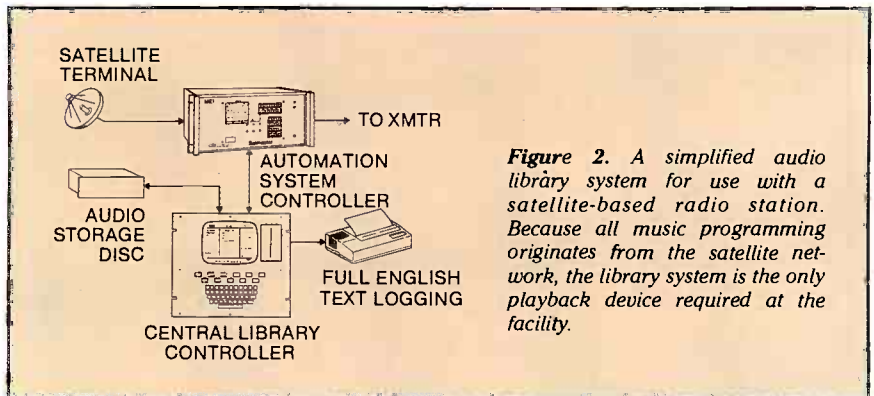 SATELLITE
TERMINAL
TO XMTR
AUTOMATION
SYSTEM
CONTROLLER
AUDIO
STORAGE
DISC
FULL ENGLISH
TEXT LOGGING
CENTRAL LIBRARY
CONTROLLER
Figure 2. A simplified audio
library system for use with a
satellite-based radio station.
Because all music programming
originates from the satellite net-
work, the library system is the only
playback device required at the
facility.